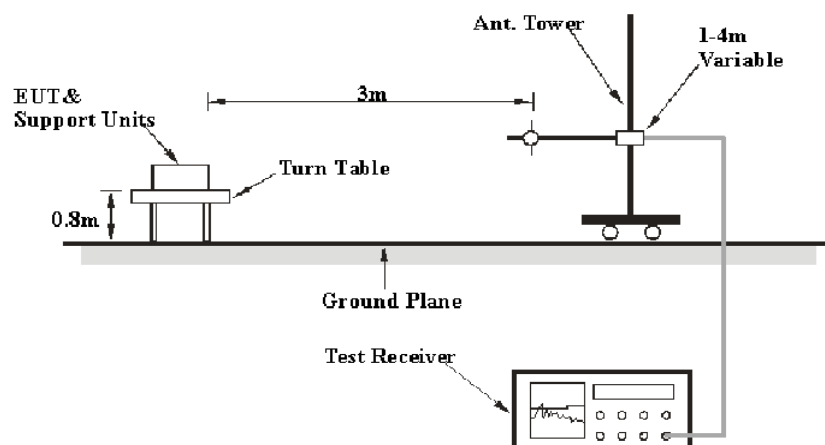 Ant. Tower
1-4m
Variable
3m
EUT&
Support Units
Turn Table
0.8m
Ground Plane
Test Receiver